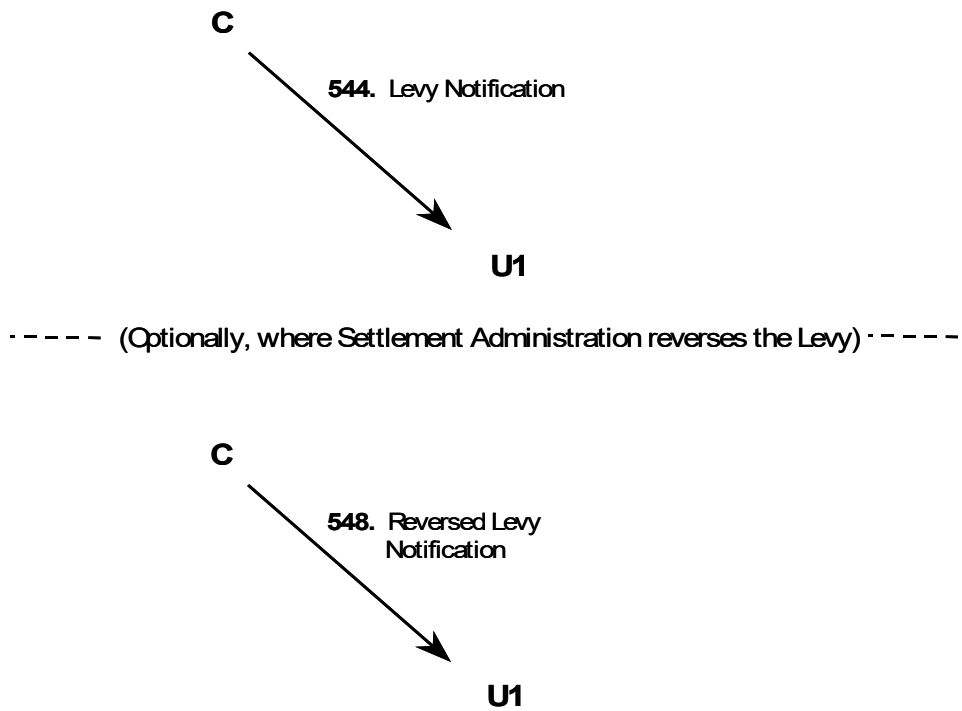 C
544. Levy Notification
U1
(Optionally, where Settlement Administration reverses the Levy)
C
548. Reversed Levy
Notification
U1